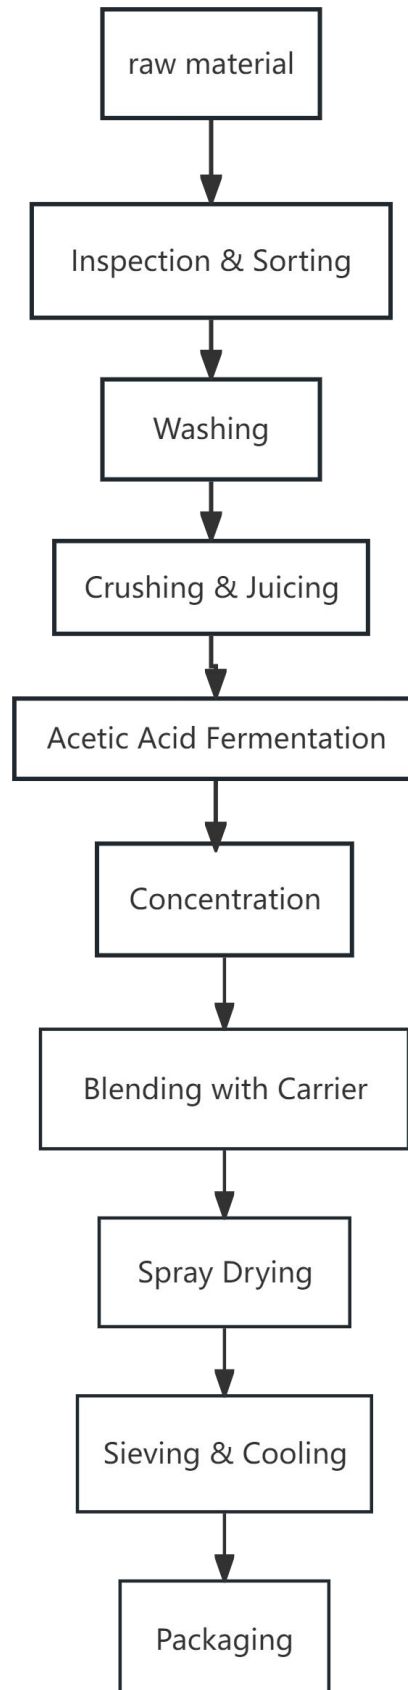 raw material
Inspection & Sorting
Washing
Crushing & Juicing
Acetic Acid Fermentation
Concentration
Blending with Carrier
Spray Drying
Sieving & Cooling
Packaging